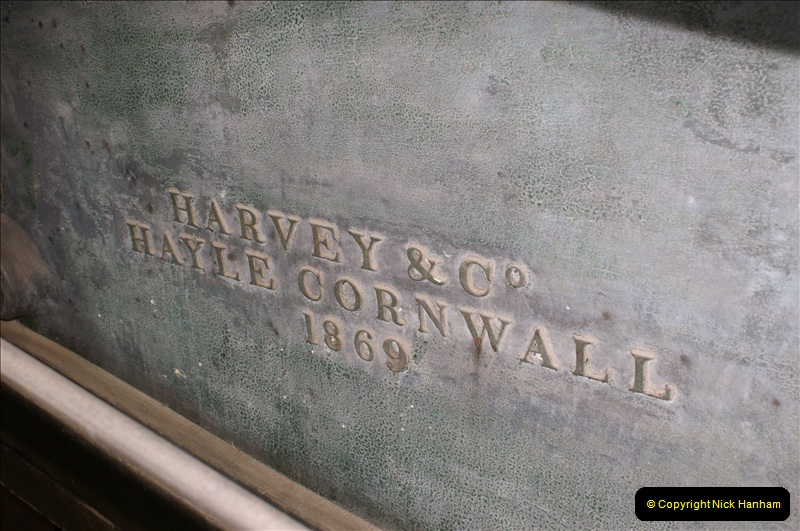 HARVEY & Cº
HAYLE CORNWALL
1869
© Copyright Nick Hanham